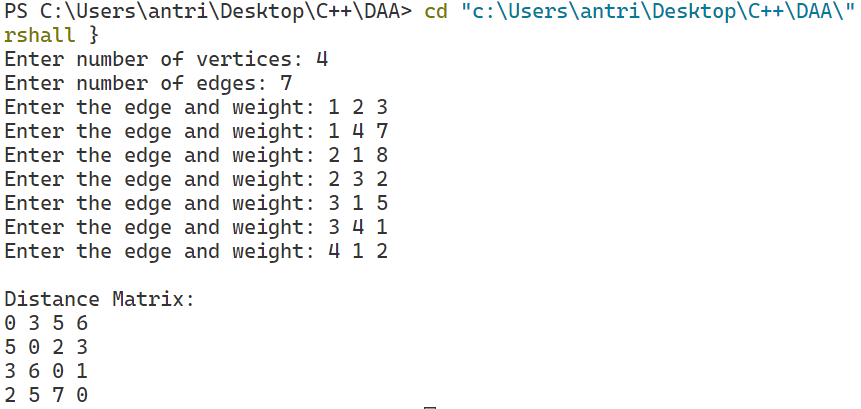 PS C:\Users\antri\Desktop\C++\DAA> cd "c:\Users\antri\Desktop\C++\DAA\"
rshall }
Enter number of vertices: 4
Enter number of edges: 7
Enter the edge and weight: 1 2 3
Enter the edge and weight: 1 4 7
Enter the edge and weight: 2 1 8
Enter the edge and weight: 2 3 2
Enter the edge and weight: 3 1 5
Enter the edge and weight: 3 4 1
Enter the edge and weight: 4 1 2
Distance Matrix:
0 3 5 6
5 0 2 3
3 6 0 1
2 5 7 0